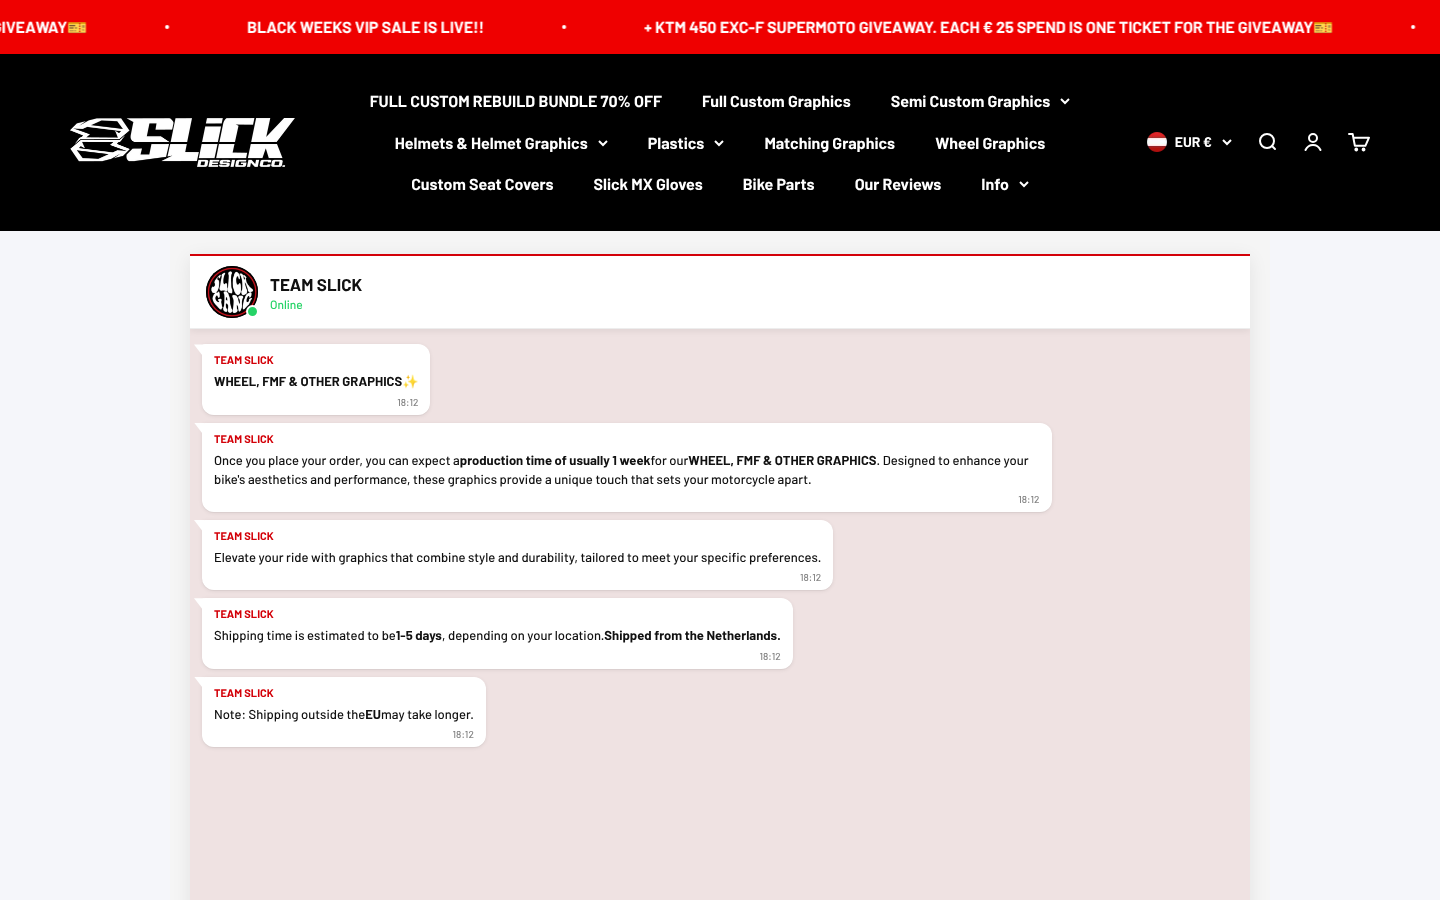 GIVEAWAY🎫 • BLACK WEEKS VIP SALE IS LIVE!! • + KTM 450 EXC-F SUPERMOTO GIVEAWAY. EACH € 25 SPEND IS ONE TICKET FOR THE GIVEAWAY🎫 •
FULL CUSTOM REBUILD BUNDLE 70% OFF Full Custom Graphics Semi Custom Graphics
Helmets & Helmet Graphics Plastics Matching Graphics Wheel Graphics
Custom Seat Covers Slick MX Gloves Bike Parts Our Reviews Info
SLICK
DESIGNCO.
EUR €
SLICK
GANG
TEAM SLICK
Online
TEAM SLICK
WHEEL, FMF & OTHER GRAPHICS✨
18:12
TEAM SLICK
Once you place your order, you can expect aproduction time of usually 1 weekfor ourWHEEL, FMF & OTHER GRAPHICS. Designed to enhance your
bike's aesthetics and performance, these graphics provide a unique touch that sets your motorcycle apart.
18:12
TEAM SLICK
Elevate your ride with graphics that combine style and durability, tailored to meet your specific preferences.
18:12
TEAM SLICK
Shipping time is estimated to be1-5 days, depending on your location.Shipped from the Netherlands.
18:12
TEAM SLICK
Note: Shipping outside theEUmay take longer.
18:12